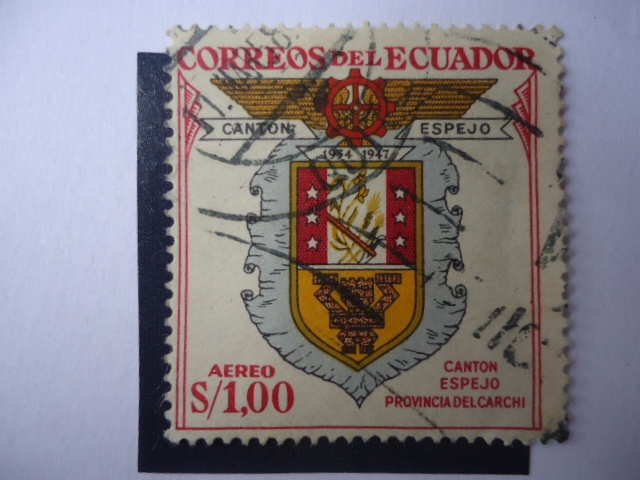 CORREOS DEL ECUADOR
CANTON ESPEJO
1934 1947
AEREO
S/1,00
CANTON
ESPEJO
PROVINCIA DEL CARCHI